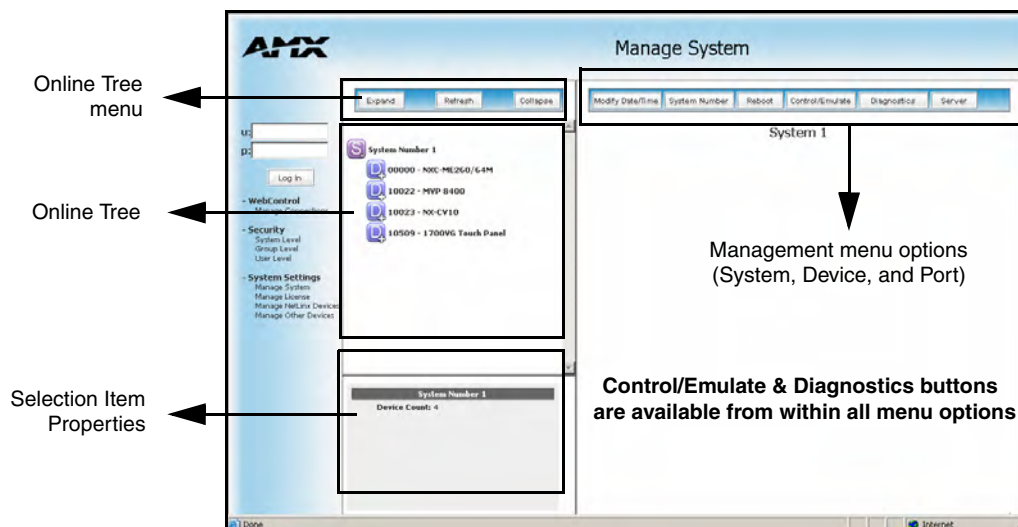 AMX
Manage System
Online Tree
menu
Expand
Refresh
Collapse
Modify Date/Time
System Number
Reboot
Control/Emulate
Diagnostics
Server
u:
p:
Log In
System Number 1
00000 - NXC-ME260/64M
10022 - MVP 8400
10023 - NX-CV10
10509 - 1700VG Touch Panel
System 1
Online Tree
- WebControl
Manage Connections
- Security
System Level
Group Level
User Level
- System Settings
Manage System
Manage License
Manage NetLinx Devices
Manage Other Devices
Management menu options
(System, Device, and Port)
Selection Item
Properties
System Number 1
Device Count: 4
Control/Emulate & Diagnostics buttons
are available from within all menu options
Done
Internet